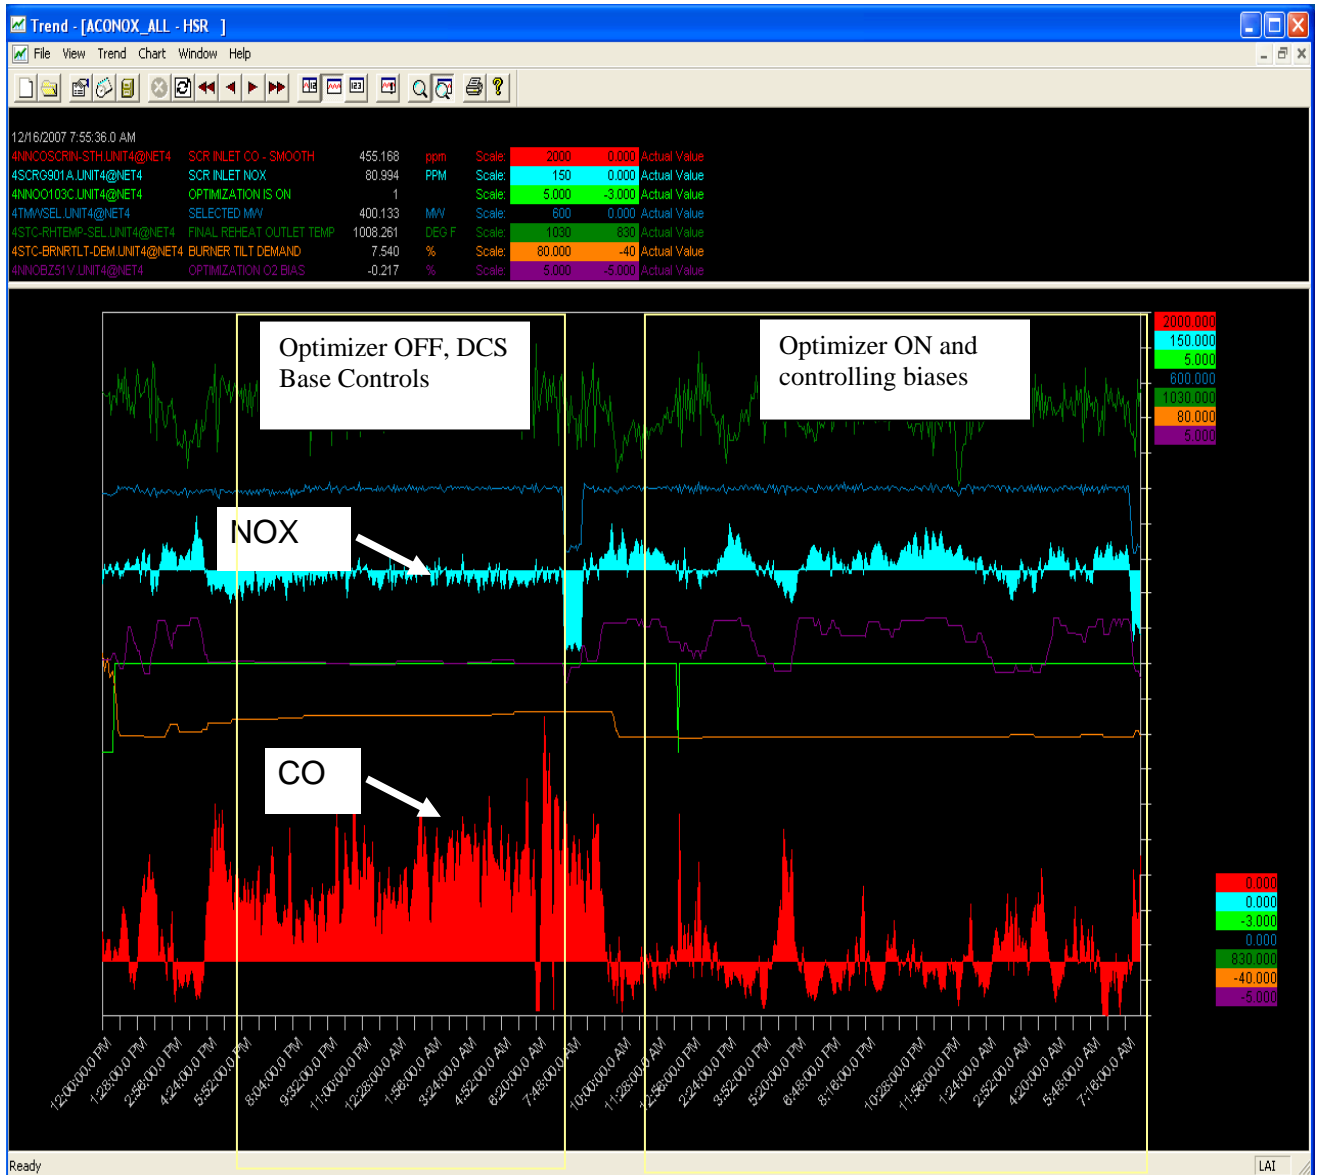 Trend - [ACONOX_ALL - HSR ]
File View Trend Chart Window Help
12/16/2007 7:55:36.0 AM
4NNCOSCRIN-STH.UNIT4@NET4 SCR INLET CO - SMOOTH 455.168 ppm Scale: 2000 0.000 Actual Value
4SCRG901A.UNIT4@NET4 SCR INLET NOX 80.994 PPM Scale: 150 0.000 Actual Value
4NNOO103C.UNIT4@NET4 OPTIMIZATION IS ON 1 Scale: 5.000 -3.000 Actual Value
4TMWSEL.UNIT4@NET4 SELECTED MW 400.133 MW Scale: 600 0.000 Actual Value
4STC-RHTEMP-SEL.UNIT4@NET4 FINAL REHEAT OUTLET TEMP 1008.261 DEG F Scale: 1030 830 Actual Value
4STC-BRNRTLT-DEM.UNIT4@NET4 BURNER TILT DEMAND 7.540 % Scale: 80.000 -40 Actual Value
4NNOBZ51V.UNIT4@NET4 OPTIMIZATION O2 BIAS -0.217 % Scale: 5.000 -5.000 Actual Value
Optimizer OFF, DCS
Base Controls
Optimizer ON and
controlling biases
2000.000
150.000
5.000
600.000
1030.000
80.000
5.000
NOX
CO
0.000
0.000
-3.000
0.000
830.000
-40.000
-5.000
12:00:00.0 PM
1:28:00.0 PM
2:56:00.0 PM
4:24:00.0 PM
5:52:00.0 PM
8:04:00.0 PM
9:32:00.0 PM
11:00:00.0 PM
12:28:00.0 AM
1:56:00.0 AM
3:24:00.0 AM
4:52:00.0 AM
6:20:00.0 AM
7:48:00.0 AM
10:00:00.0 AM
11:28:00.0 AM
12:56:00.0 PM
2:24:00.0 PM
3:52:00.0 PM
5:20:00.0 PM
6:48:00.0 PM
8:16:00.0 PM
10:28:00.0 PM
11:56:00.0 PM
1:24:00.0 AM
2:52:00.0 AM
4:20:00.0 AM
5:48:00.0 AM
7:16:00.0 AM
Ready
LAI